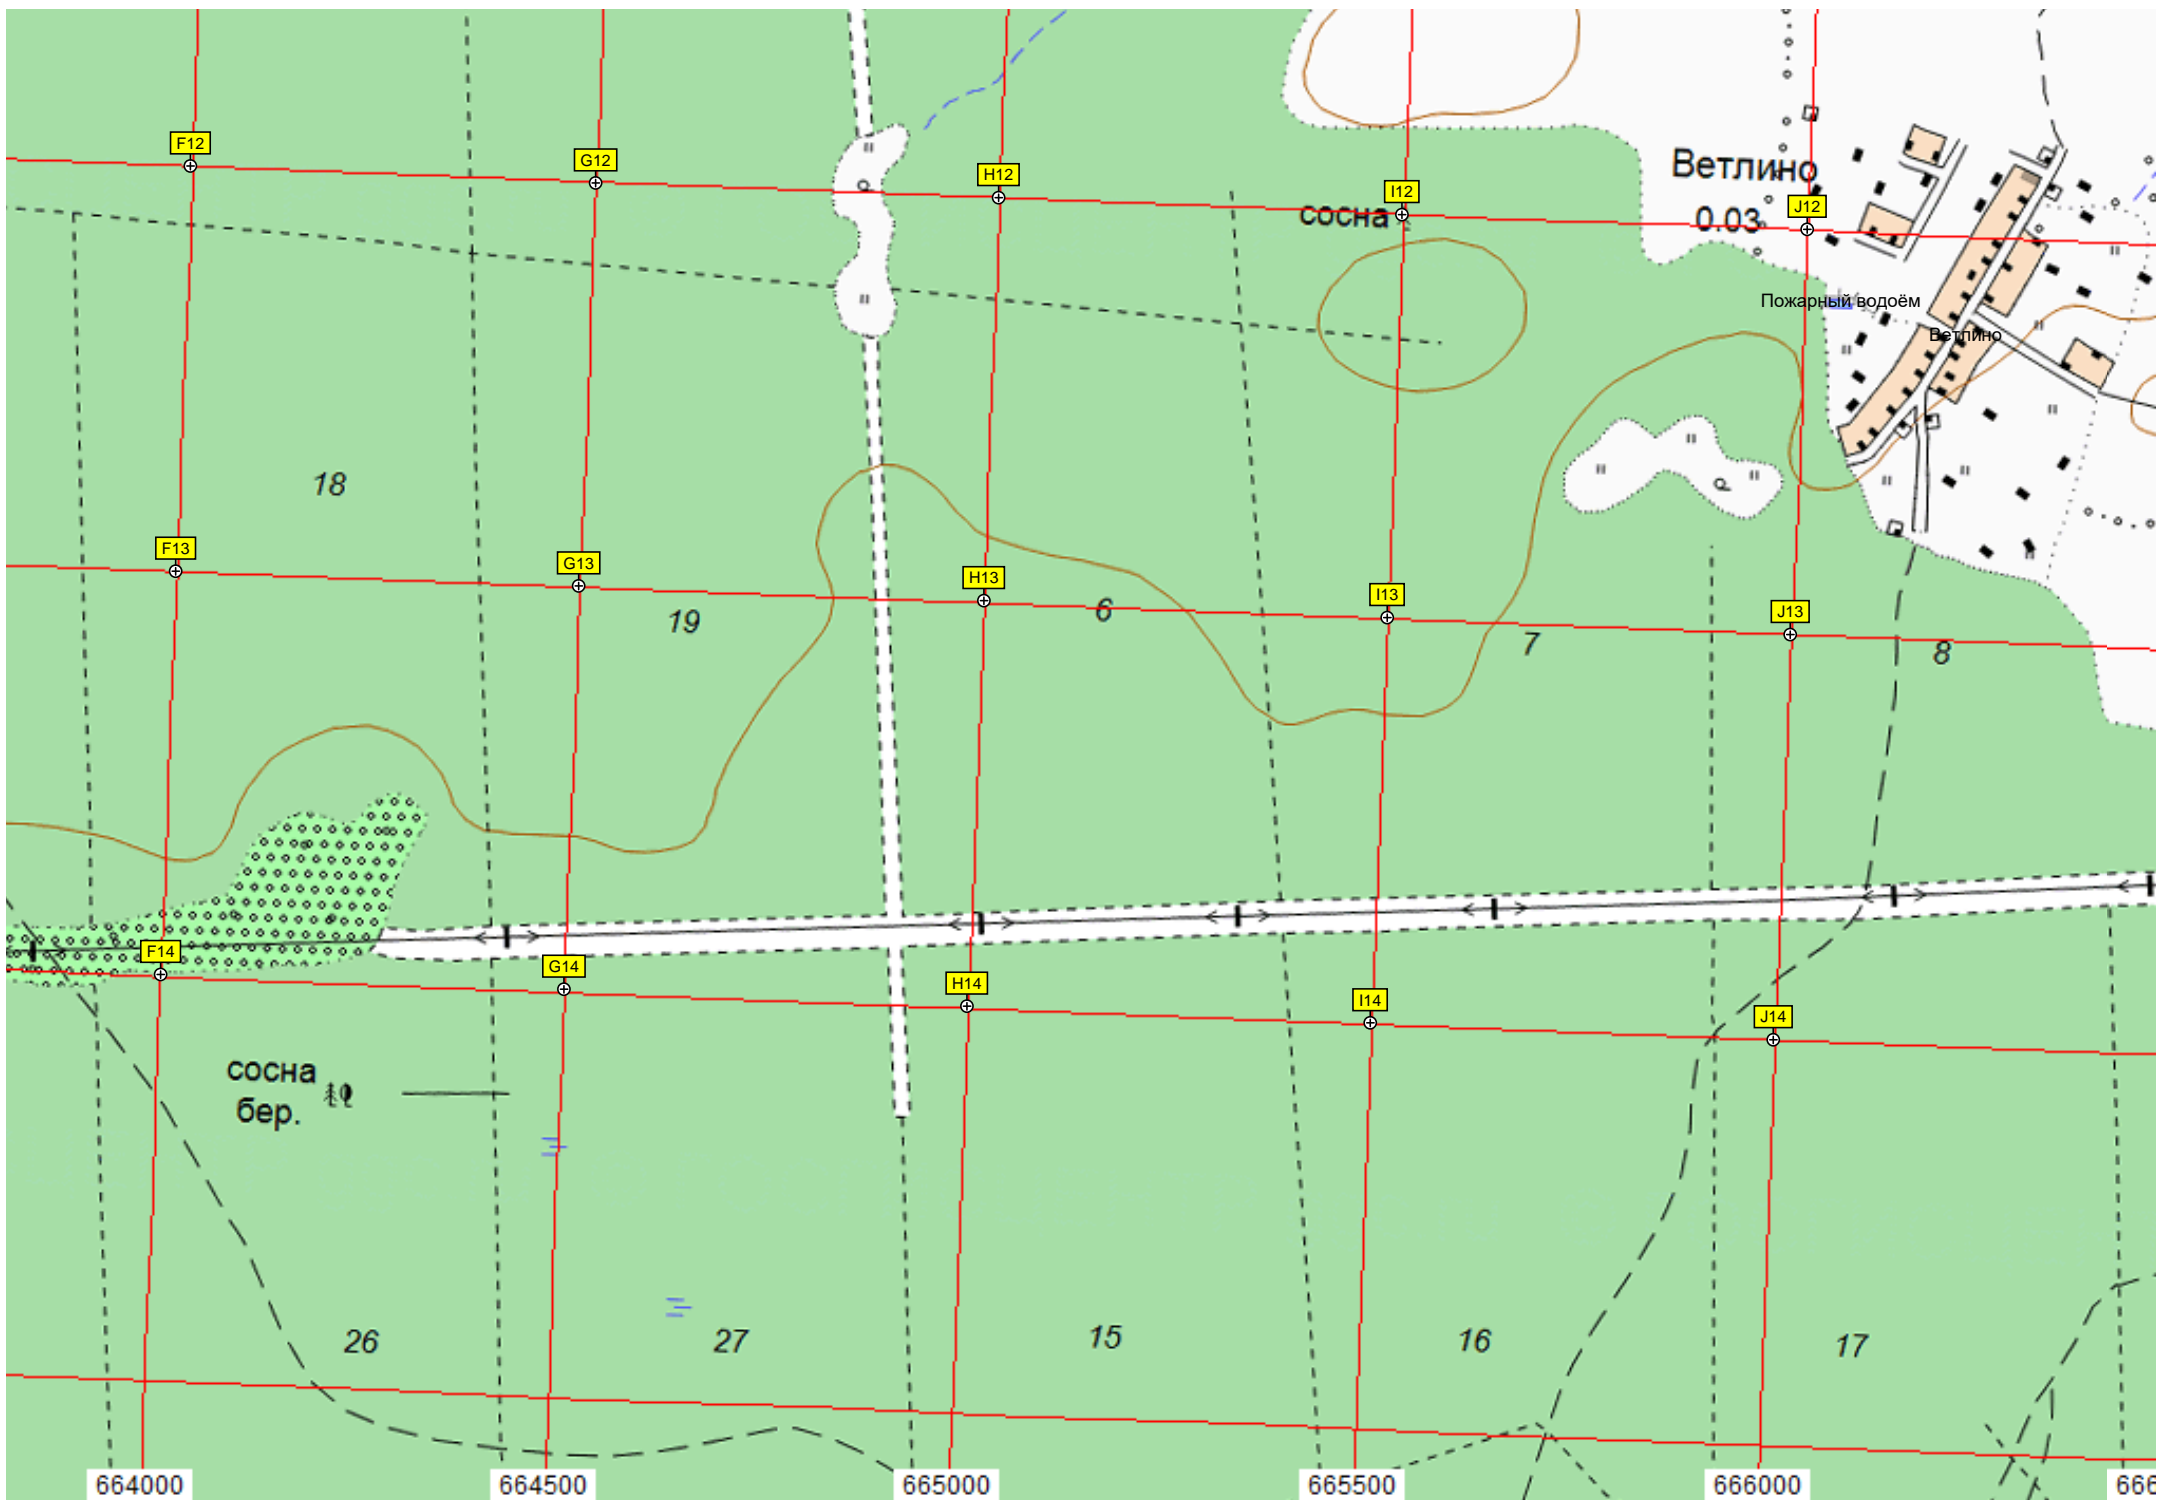 F12
G12
H12
I12
J12
Ветлино
0.03
сосна
Пожарный водоём
Ветлино
18
F13
G13
H13
I13
J13
19
6
7
8
F14
G14
H14
I14
J14
сосна
бер.
26
27
15
16
17
664000
664500
665000
665500
666000
666